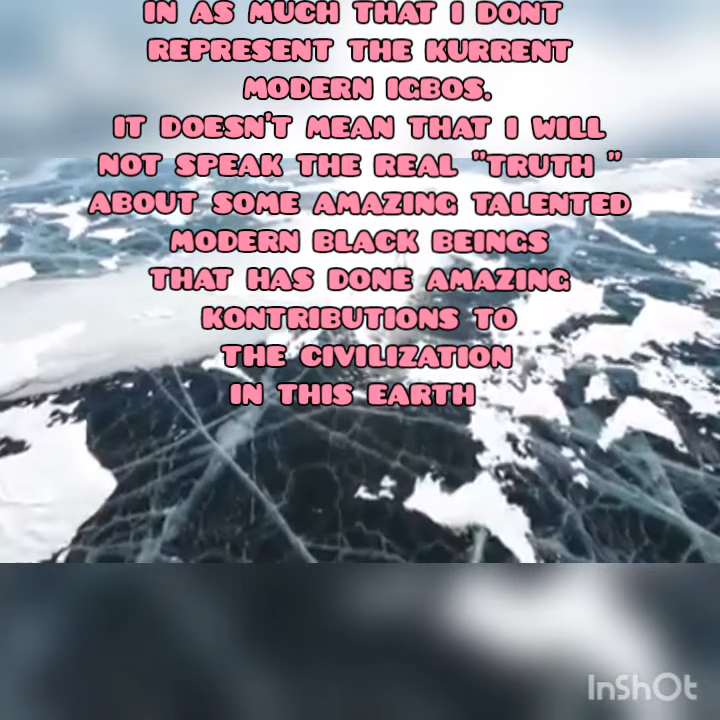 IN AS MUCH THAT I DONT
REPRESENT THE KURRENT
MODERN IGBOS.
IT DOESN'T MEAN THAT I WILL
NOT SPEAK THE REAL "TRUTH "
ABOUT SOME AMAZING TALENTED
MODERN BLACK BEINGS
THAT HAS DONE AMAZING
KONTRIBUTIONS TO
THE CIVILIZATION
IN THIS EARTH
InShOt